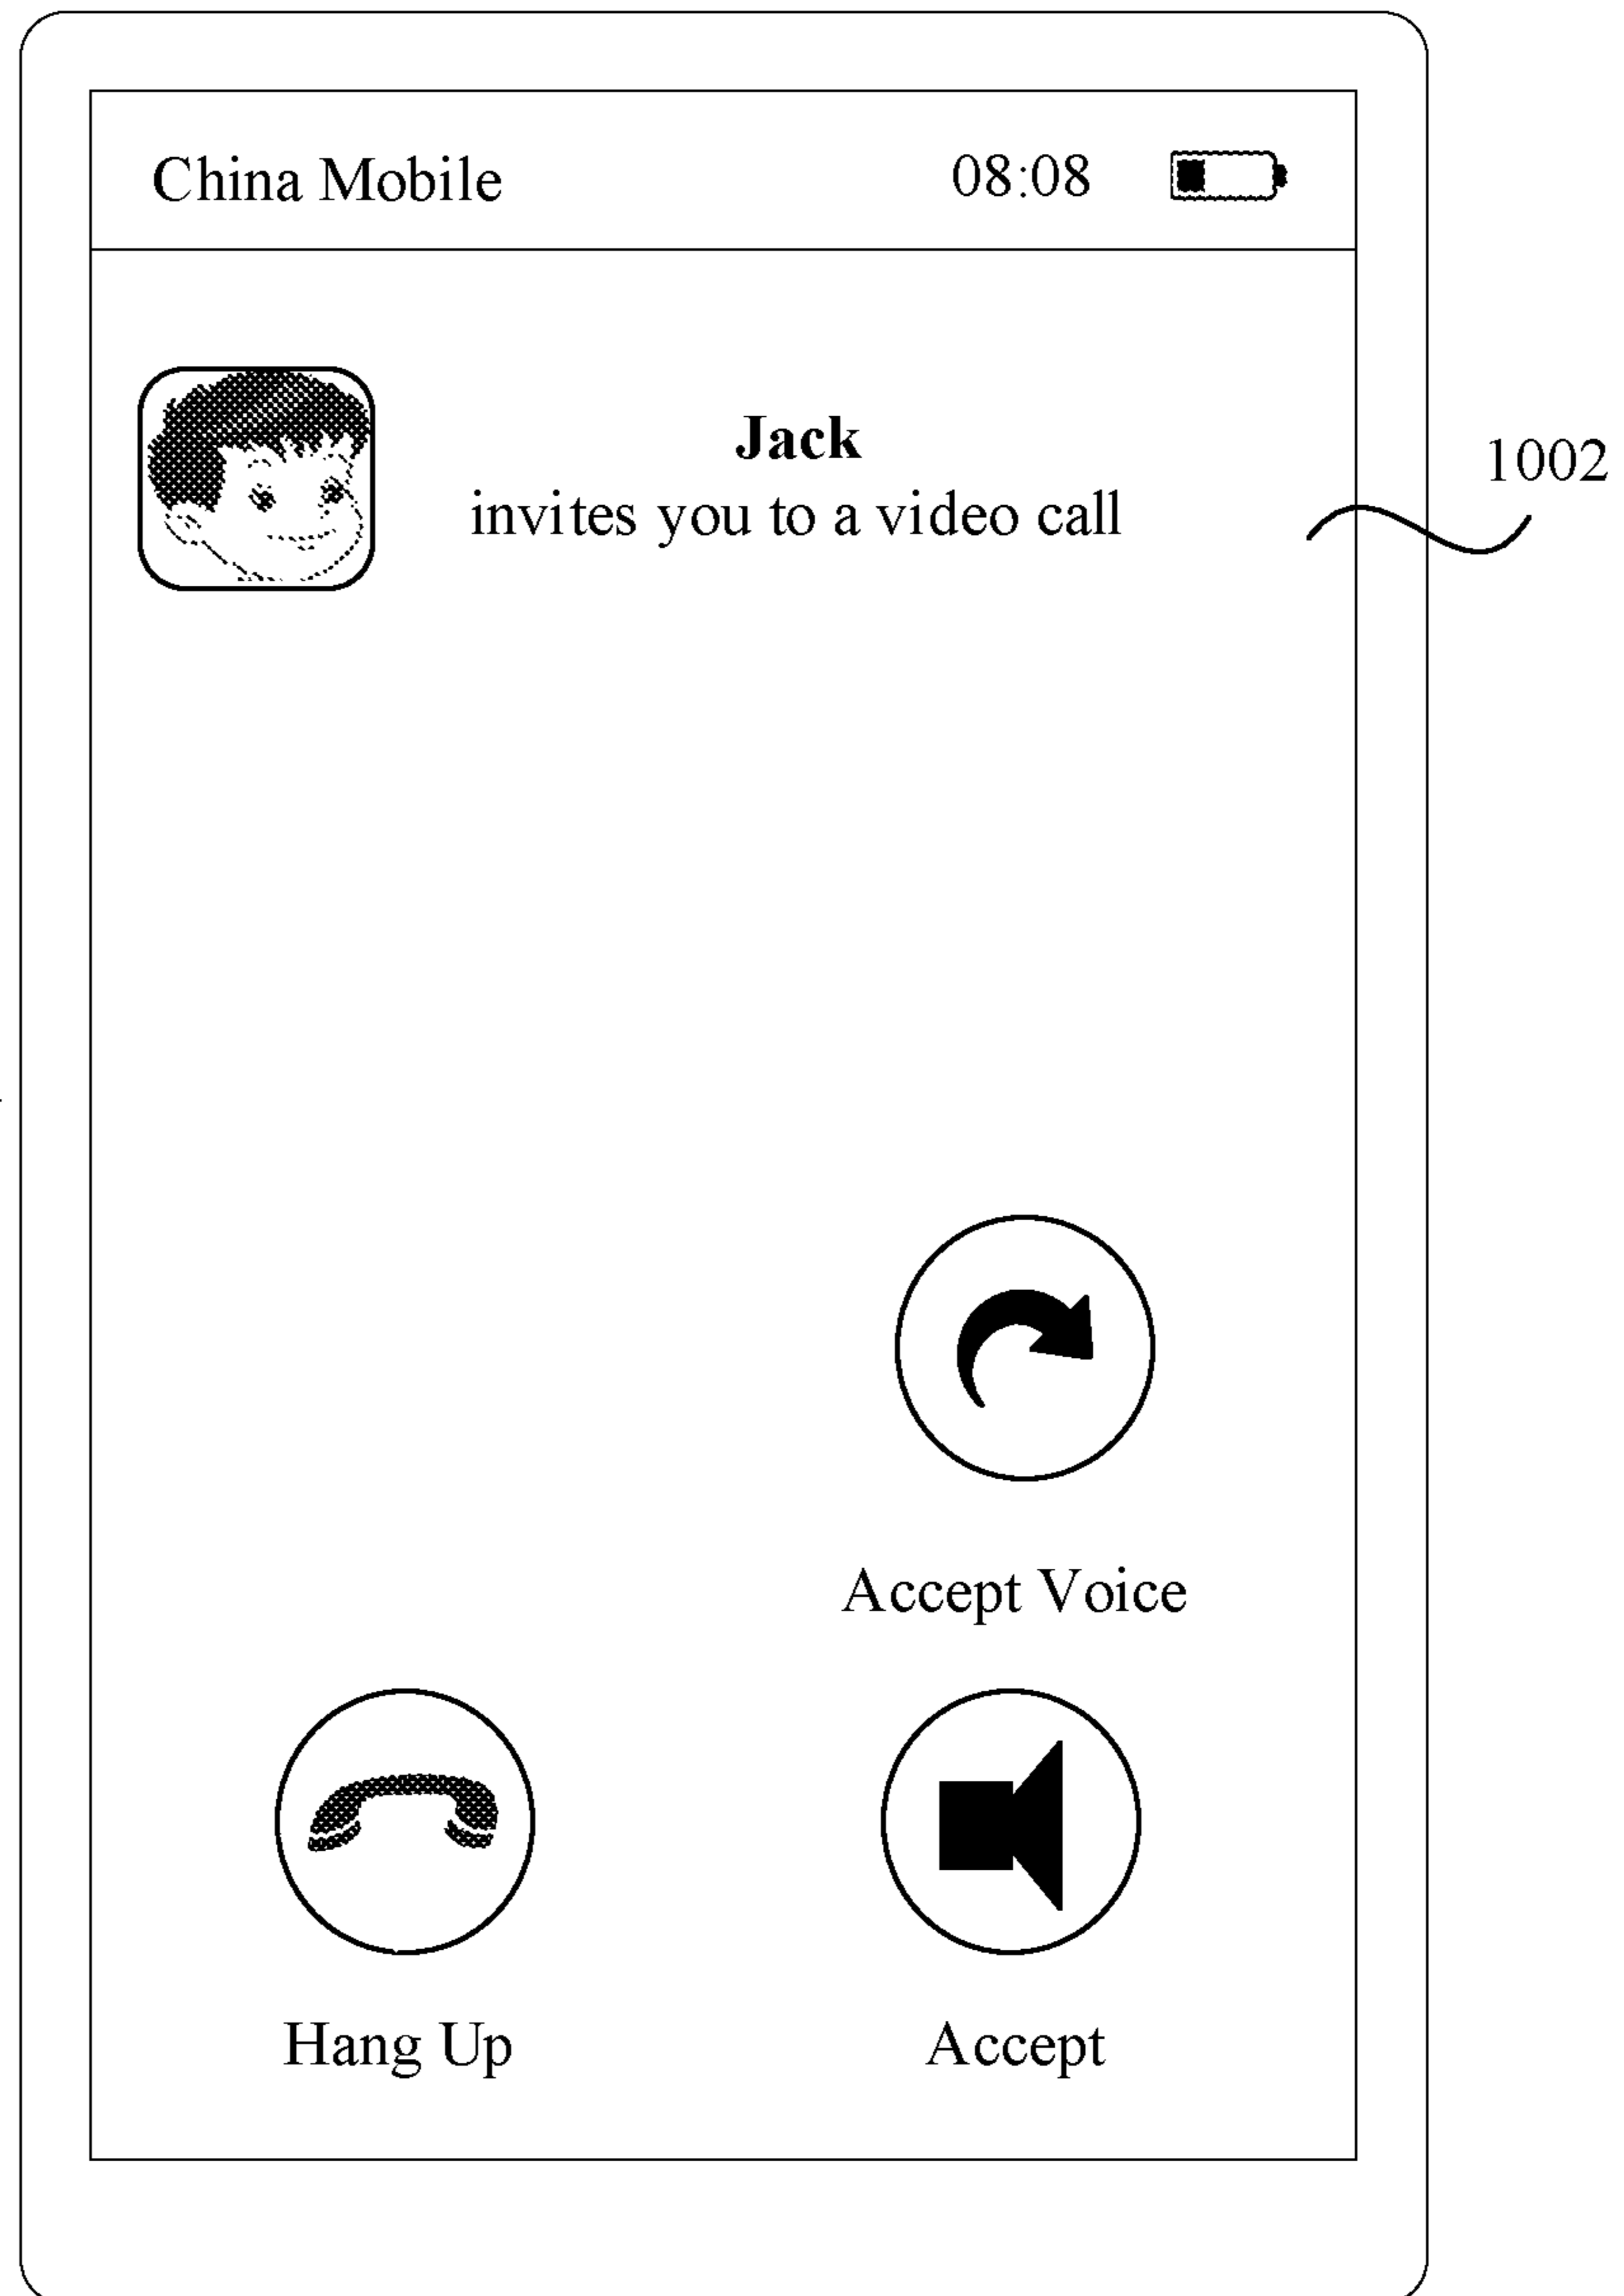 China Mobile 08:08
Jack
invites you to a video call
1002
Accept Voice
Hang Up Accept